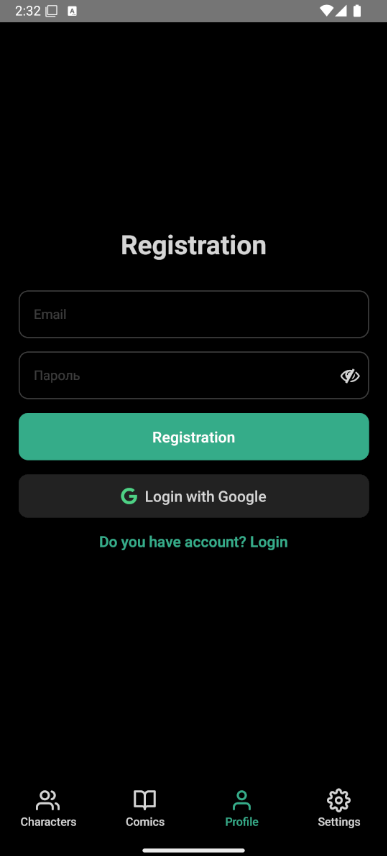 2:32
A
Registration
Email
Пароль
Registration
G Login with Google
Do you have account? Login
Characters Comics Profile Settings